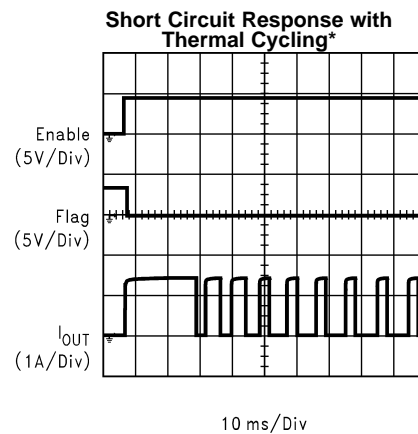 Short Circuit Response with
Thermal Cycling*
Enable
(5V/Div)
Flag
(5V/Div)
IOUT
(1A/Div)
10 ms/Div